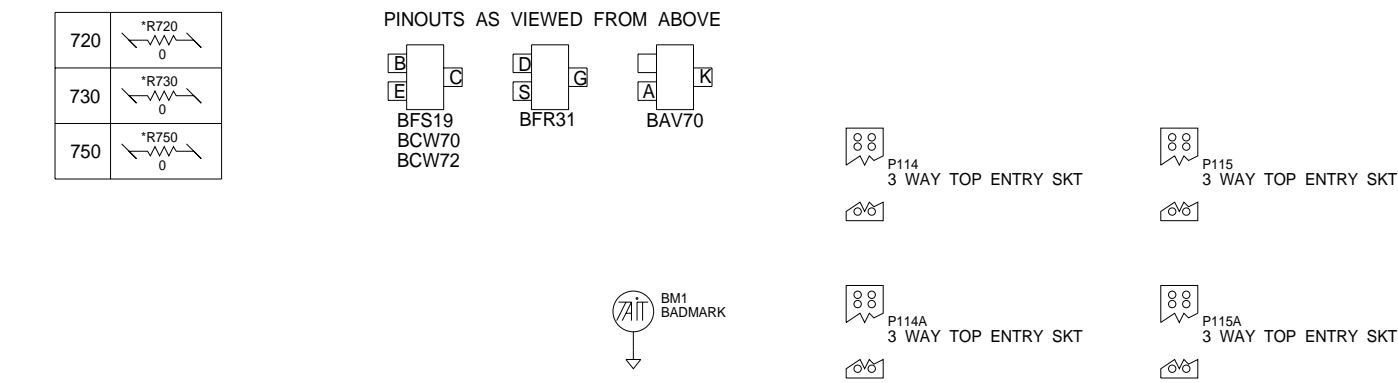 720
*R720
0
730
*R730
0
750
*R750
0
PINOUTS AS VIEWED FROM ABOVE
B
E
C
BFS19
BCW70
BCW72
D
S
G
BFR31
A
K
BAV70
P114
3 WAY TOP ENTRY SKT
P115
3 WAY TOP ENTRY SKT
TAIT
BM1
BADMARK
P114A
3 WAY TOP ENTRY SKT
P115A
3 WAY TOP ENTRY SKT